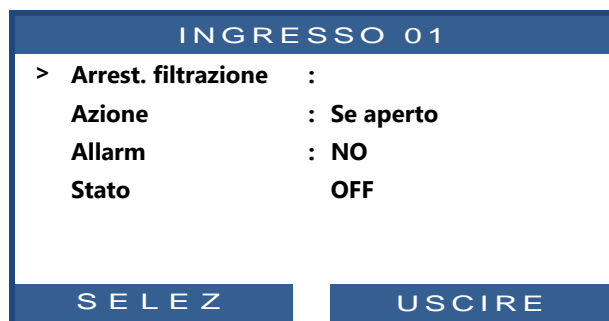 INGRESSO 01
> Arrest. filtrazione :
Azione : Se aperto
Allarm : NO
Stato OFF
SELEZ USCIRE